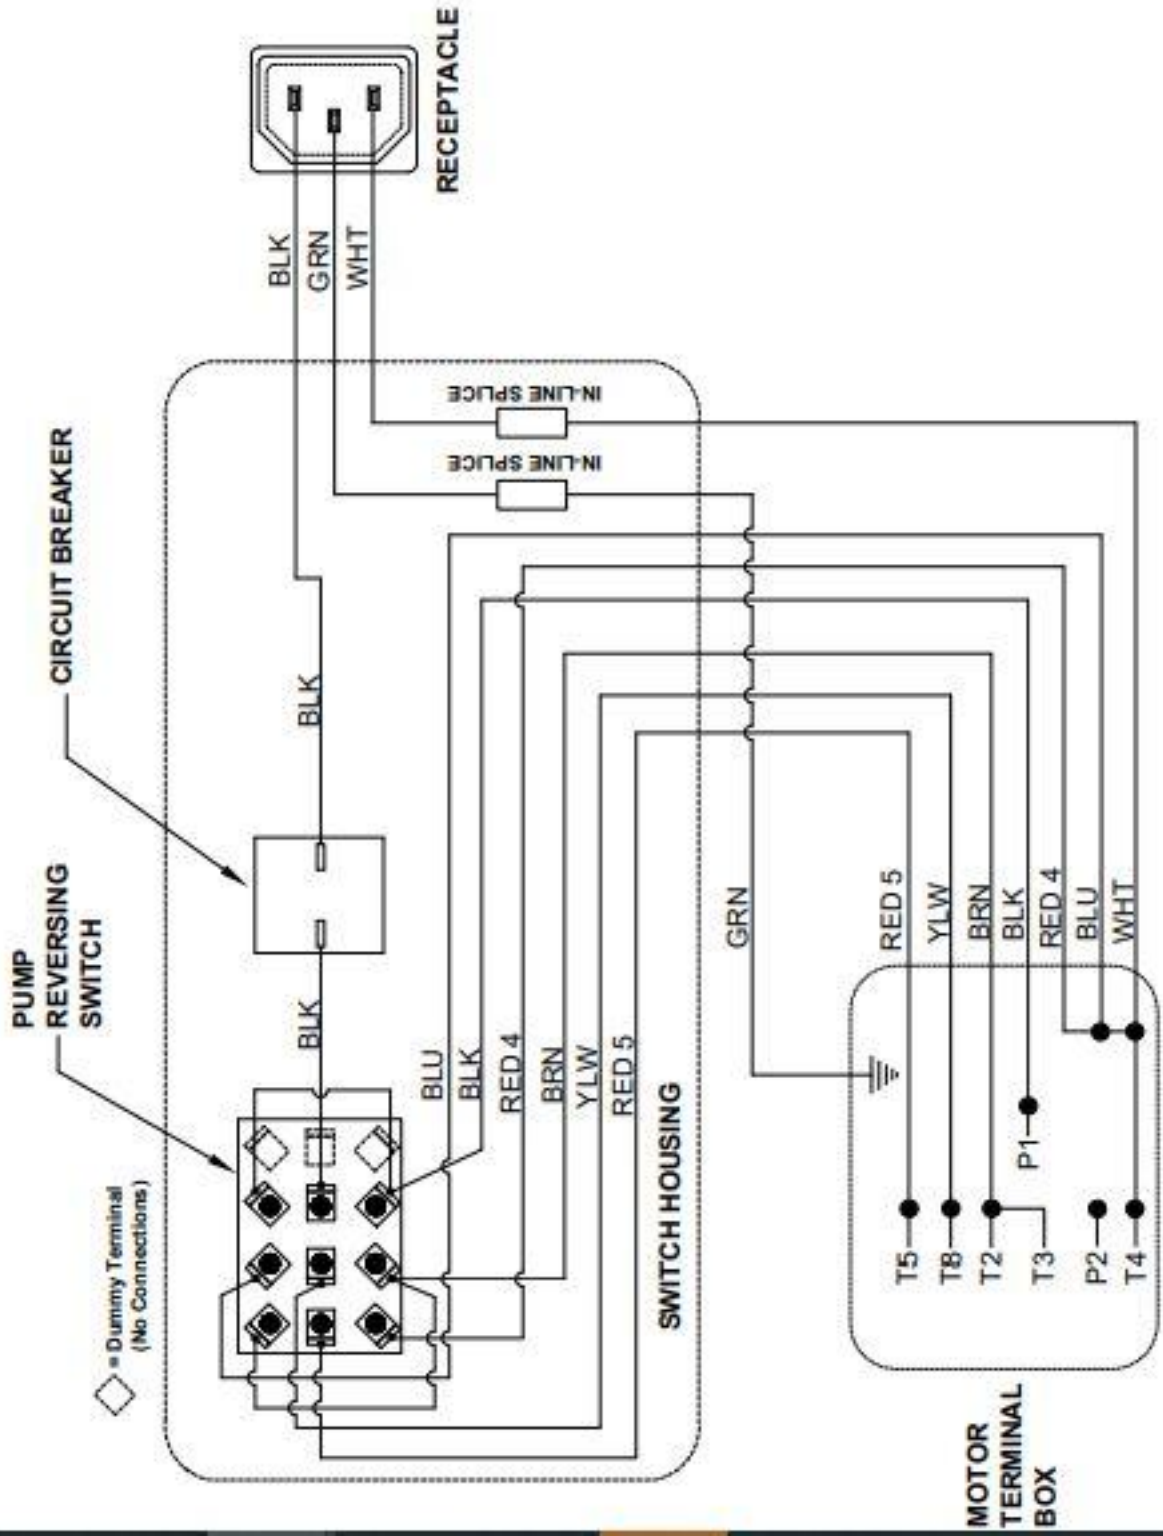 PUMP
REVERSING
SWITCH
CIRCUIT BREAKER
RECEPTACLE
= Dummy Terminal
(No Connections)
BLK
BLK
BLK
GRN
WHT
IN-LINE SPLICE
IN-LINE SPLICE
BLU
BLK
RED 4
BRN
YLW
RED 5
SWITCH HOUSING
GRN
RED 5
YLW
BRN
BLK
RED 4
BLU
WHT
T5
T8
T2
T3
P1
P2
T4
MOTOR
TERMINAL
BOX